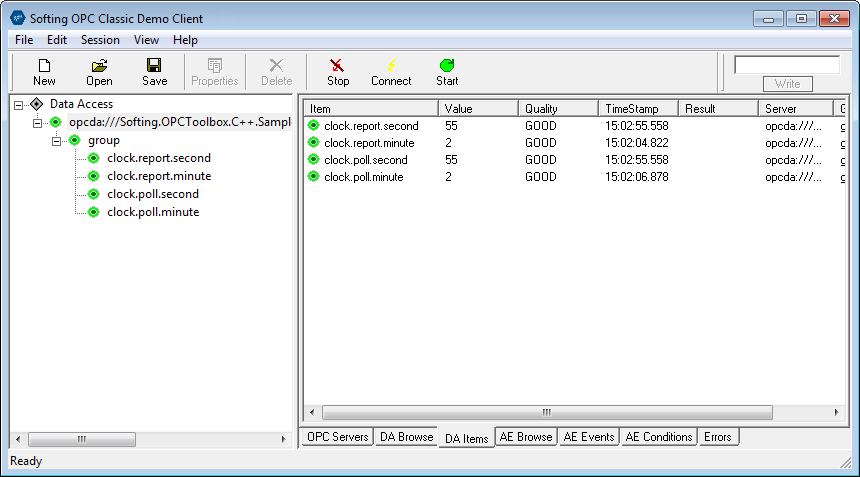 Softing OPC Classic Demo Client
File Edit Session View Help
New Open Save Properties Delete Stop Connect Start Write
Data Access
opcda:///Softing.OPCToolbox.C++.Sampl
group
clock.report.second
clock.report.minute
clock.poll.second
clock.poll.minute
Item Value Quality TimeStamp Result Server
clock.report.second 55 GOOD 15:02:55.558 opcda:///...
clock.report.minute 2 GOOD 15:02:04.822 opcda:///...
clock.poll.second 55 GOOD 15:02:55.558 opcda:///...
clock.poll.minute 2 GOOD 15:02:06.878 opcda:///...
OPC Servers DA Browse DA Items AE Browse AE Events AE Conditions Errors
Ready